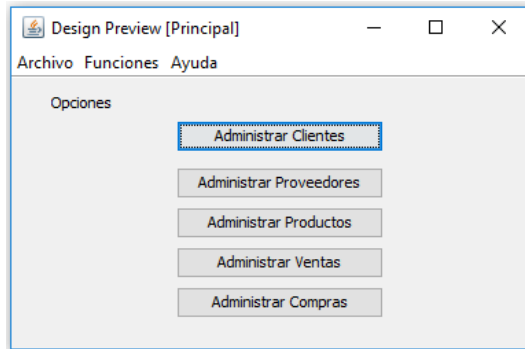 Design Preview [Principal]
Archivo Funciones Ayuda
Opciones
Administrar Clientes
Administrar Proveedores
Administrar Productos
Administrar Ventas
Administrar Compras